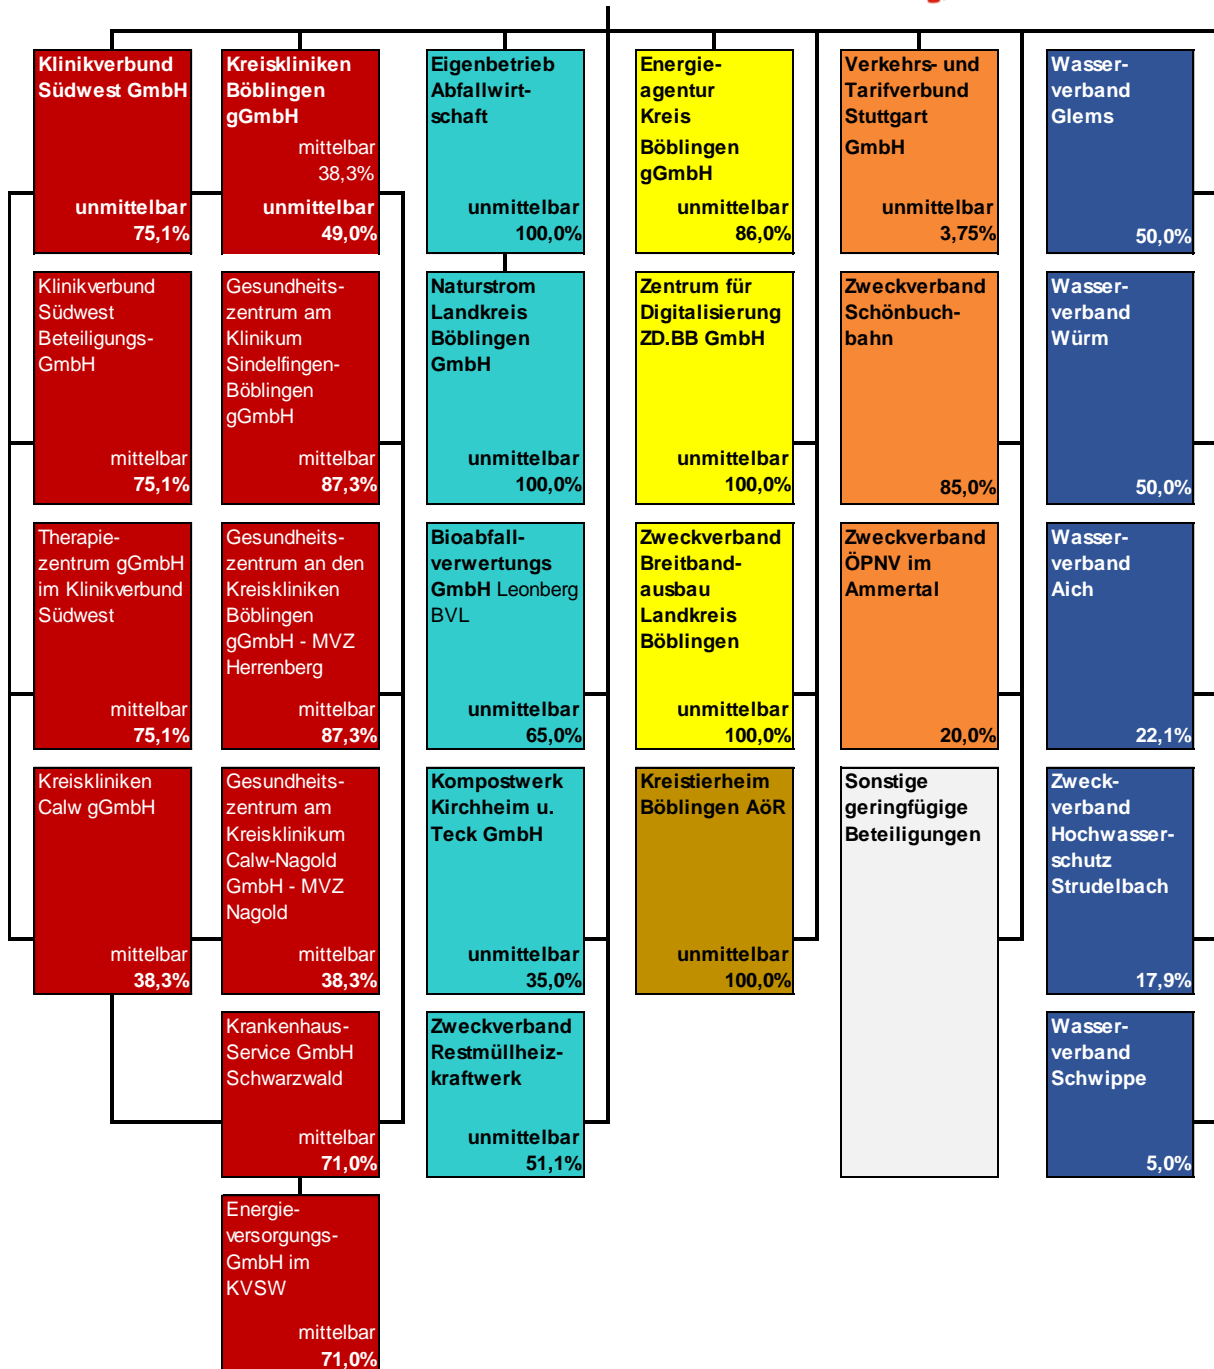 Klinikverbund
Südwest GmbH
unmittelbar
75,1%
Kreiskliniken
Böblingen
gGmbH
mittelbar
38,3%
unmittelbar
49,0%
Eigenbetrieb
Abfallwirt-
schaft
unmittelbar
100,0%
Energie-
agentur
Kreis
Böblingen
gGmbH
unmittelbar
86,0%
Verkehrs- und
Tarifverbund
Stuttgart
GmbH
unmittelbar
3,75%
Wasser-
verband
Glems
50,0%
Klinikverbund
Südwest
Beteiligungs-
GmbH
mittelbar
75,1%
Gesundheits-
zentrum am
Klinikum
Sindelfingen-
Böblingen
gGmbH
mittelbar
87,3%
Naturstrom
Landkreis
Böblingen
GmbH
unmittelbar
100,0%
Zentrum für
Digitalisierung
ZD.BB GmbH
unmittelbar
100,0%
Zweckverband
Schönbuch-
bahn
85,0%
Wasser-
verband
Würm
50,0%
Therapie-
zentrum gGmbH
im Klinikverbund
Südwest
mittelbar
75,1%
Gesundheits-
zentrum an den
Kreiskliniken
Böblingen
gGmbH - MVZ
Herrenberg
mittelbar
87,3%
Bioabfall-
verwertungs
GmbH Leonberg
BVL
unmittelbar
65,0%
Zweckverband
Breitband-
ausbau
Landkreis
Böblingen
unmittelbar
100,0%
Zweckverband
ÖPNV im
Ammertal
20,0%
Wasser-
verband
Aich
22,1%
Kreiskliniken
Calw gGmbH
mittelbar
38,3%
Gesundheits-
zentrum am
Kreisklinikum
Calw-Nagold
GmbH - MVZ
Nagold
mittelbar
38,3%
Kompostwerk
Kirchheim u.
Teck GmbH
unmittelbar
35,0%
Kreistierheim
Böblingen AöR
unmittelbar
100,0%
Sonstige
geringfügige
Beteiligungen
Zweck-
verband
Hochwasser-
schutz
Strudelbach
17,9%
Krankenhaus-
Service GmbH
Schwarzwald
mittelbar
71,0%
Zweckverband
Restmüllheiz-
kraftwerk
unmittelbar
51,1%
Wasser-
verband
Schwippe
5,0%
Energie-
versorgungs-
GmbH im
KVSW
mittelbar
71,0%